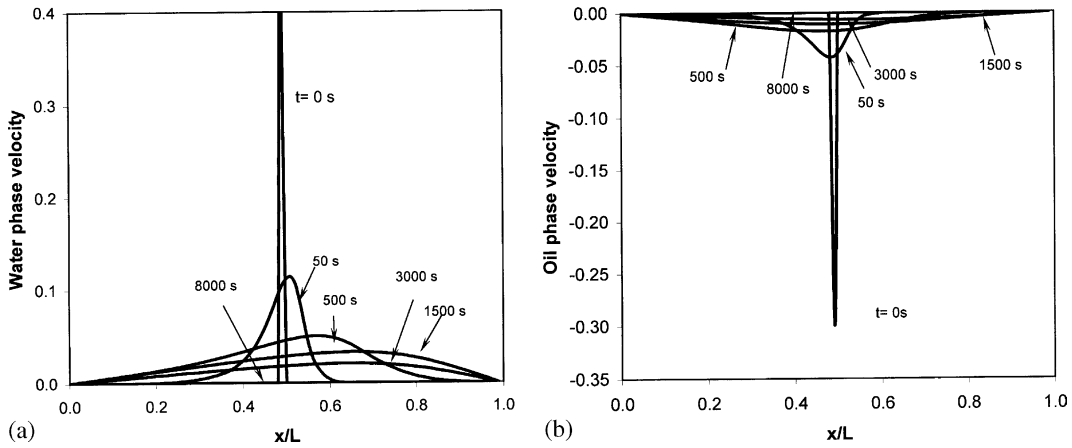 0.4
0.3
0.2
0.1
0.0
Water phase velocity
t= 0 s
8000 s
50 s
500 s
3000 s
1500 s
0.0 0.2 0.4 0.6 0.8 1.0
x/L
(a)
0.00
-0.05
-0.10
-0.15
-0.20
-0.25
-0.30
-0.35
Oil phase velocity
500 s
8000 s
3000 s
1500 s
50 s
t= 0s
0.0 0.2 0.4 0.6 0.8 1.0
x/L
(b)